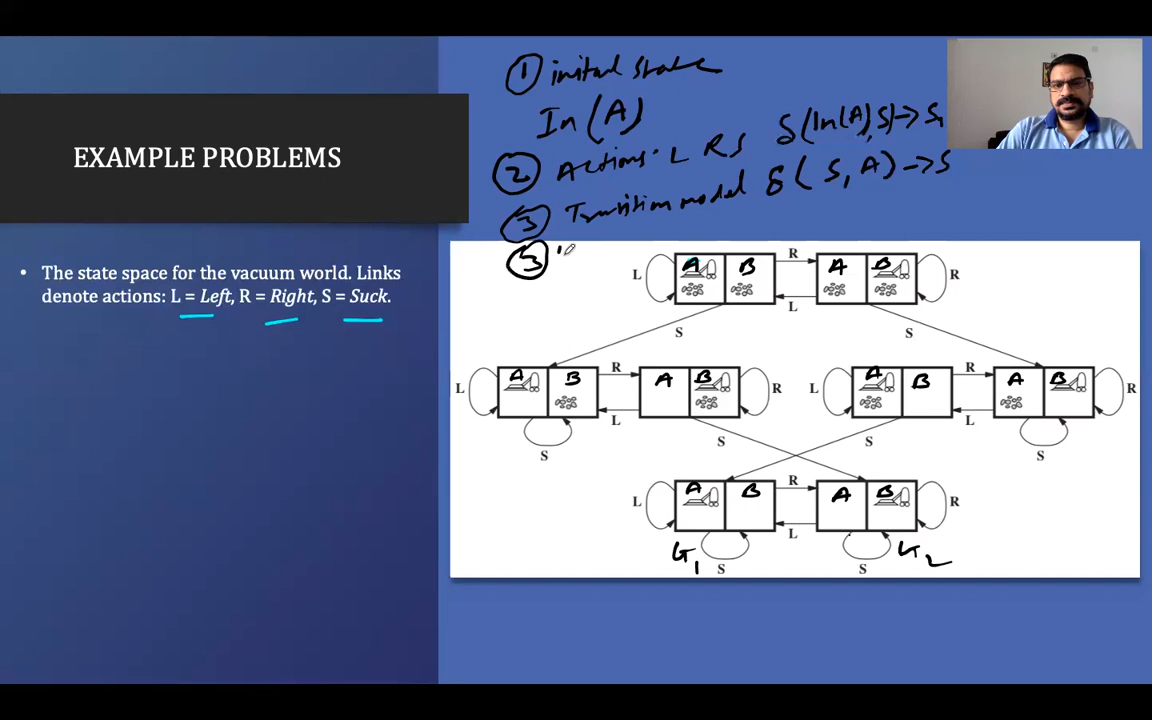 EXAMPLE PROBLEMS
• The state space for the vacuum world. Links
denote actions: L = Left, R = Right, S = Suck.
① initial state
In (A)
② Actions. L R S δ(In(A), S) → S1
③ Transition model δ( S, A) → S
③
L A B R A B R
L
S S
L A B R A B R L A B R A B R
L L
S S S S
L A B R A B R
L
G1 S S G2